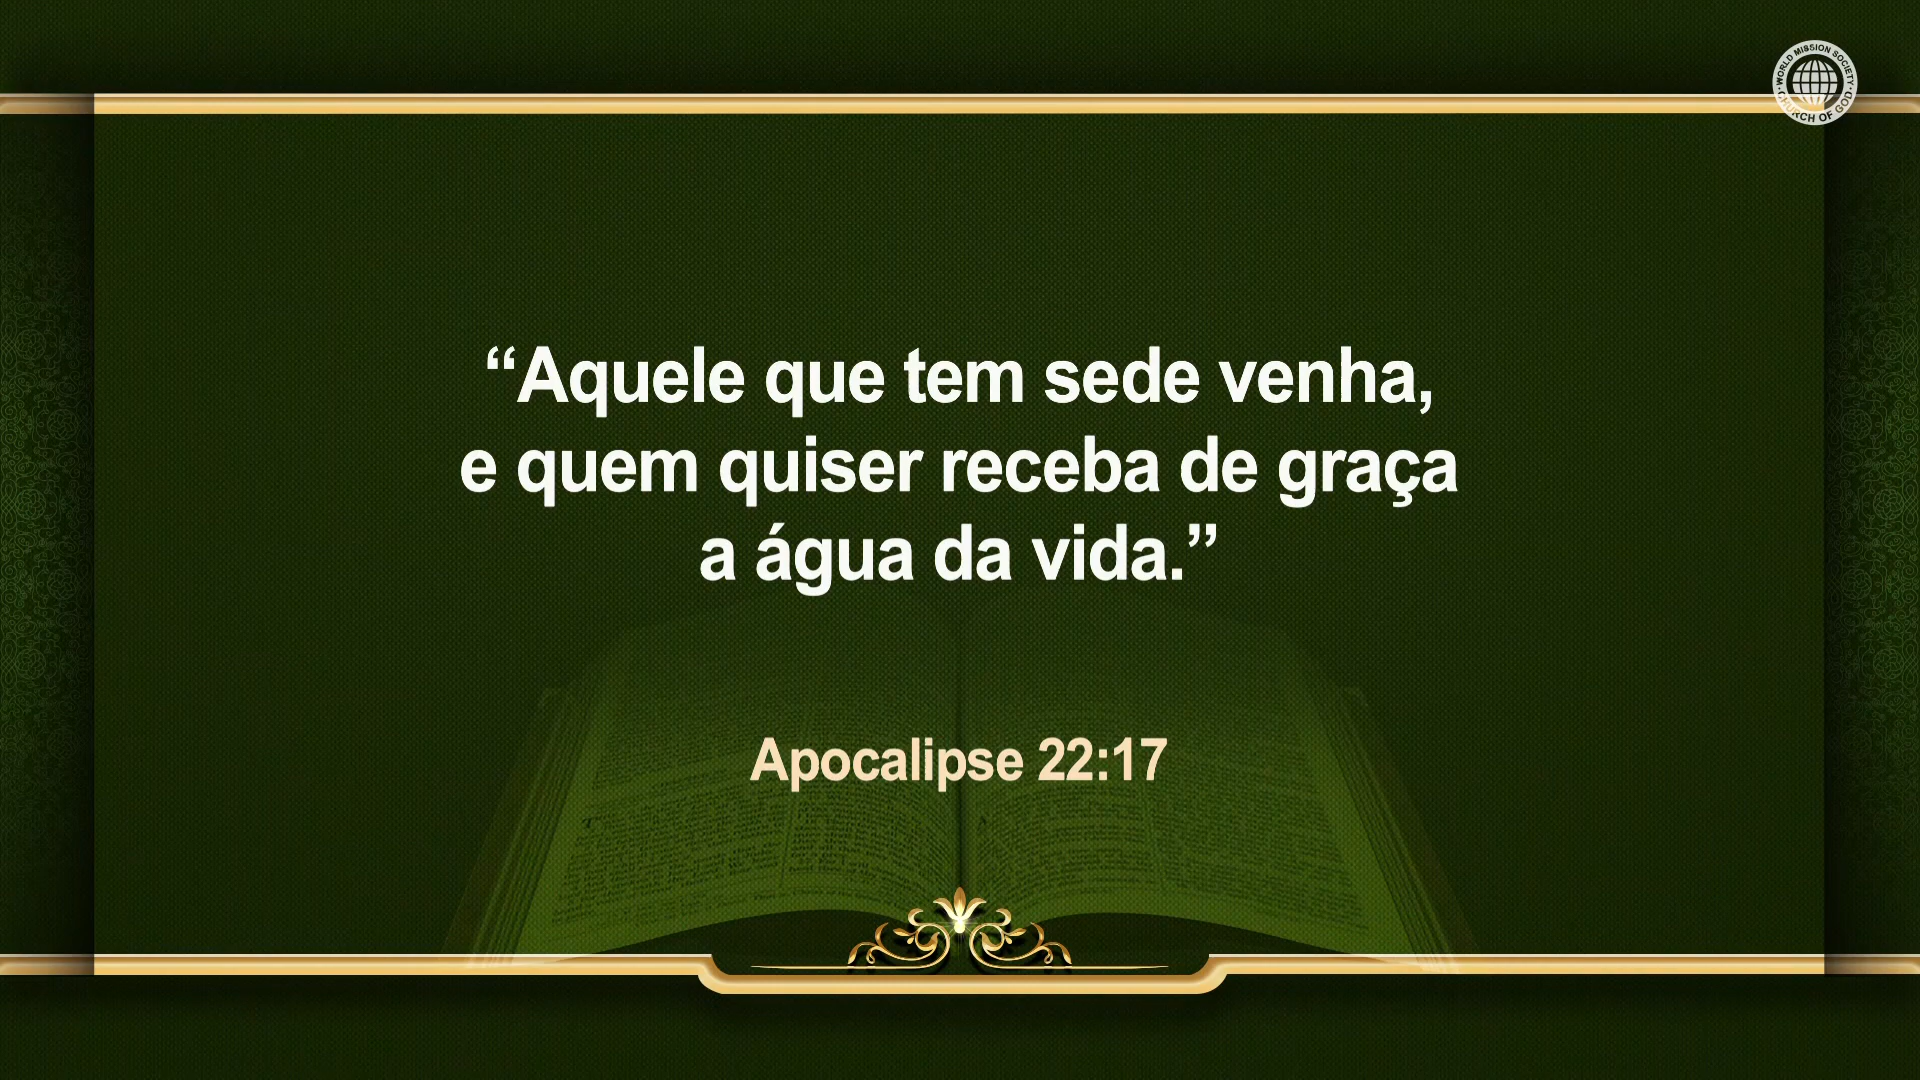 WORLD MISSION SOCIETY
CHURCH OF GOD
“Aquele que tem sede venha,
e quem quiser receba de graça
a água da vida.”
Apocalipse 22:17